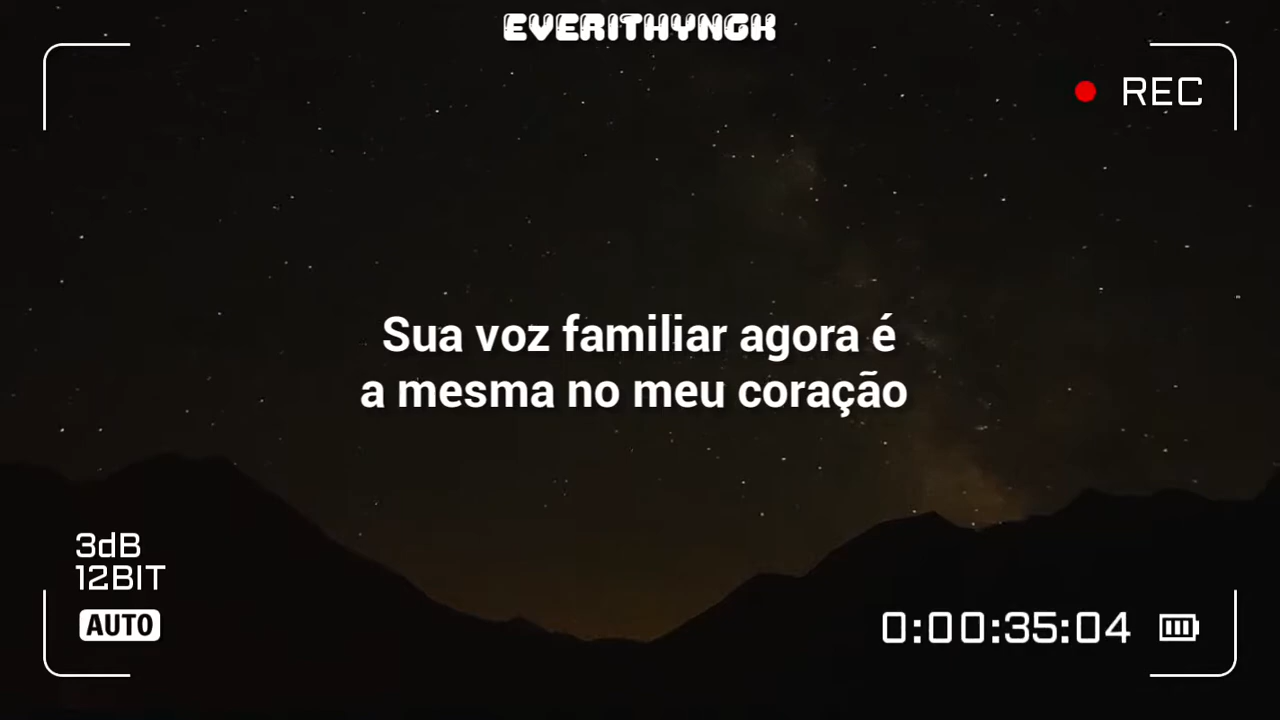 EVERITHYNGK
REC
Sua voz familiar agora é
a mesma no meu coração
3dB
12BIT
AUTO
0:00:35:04